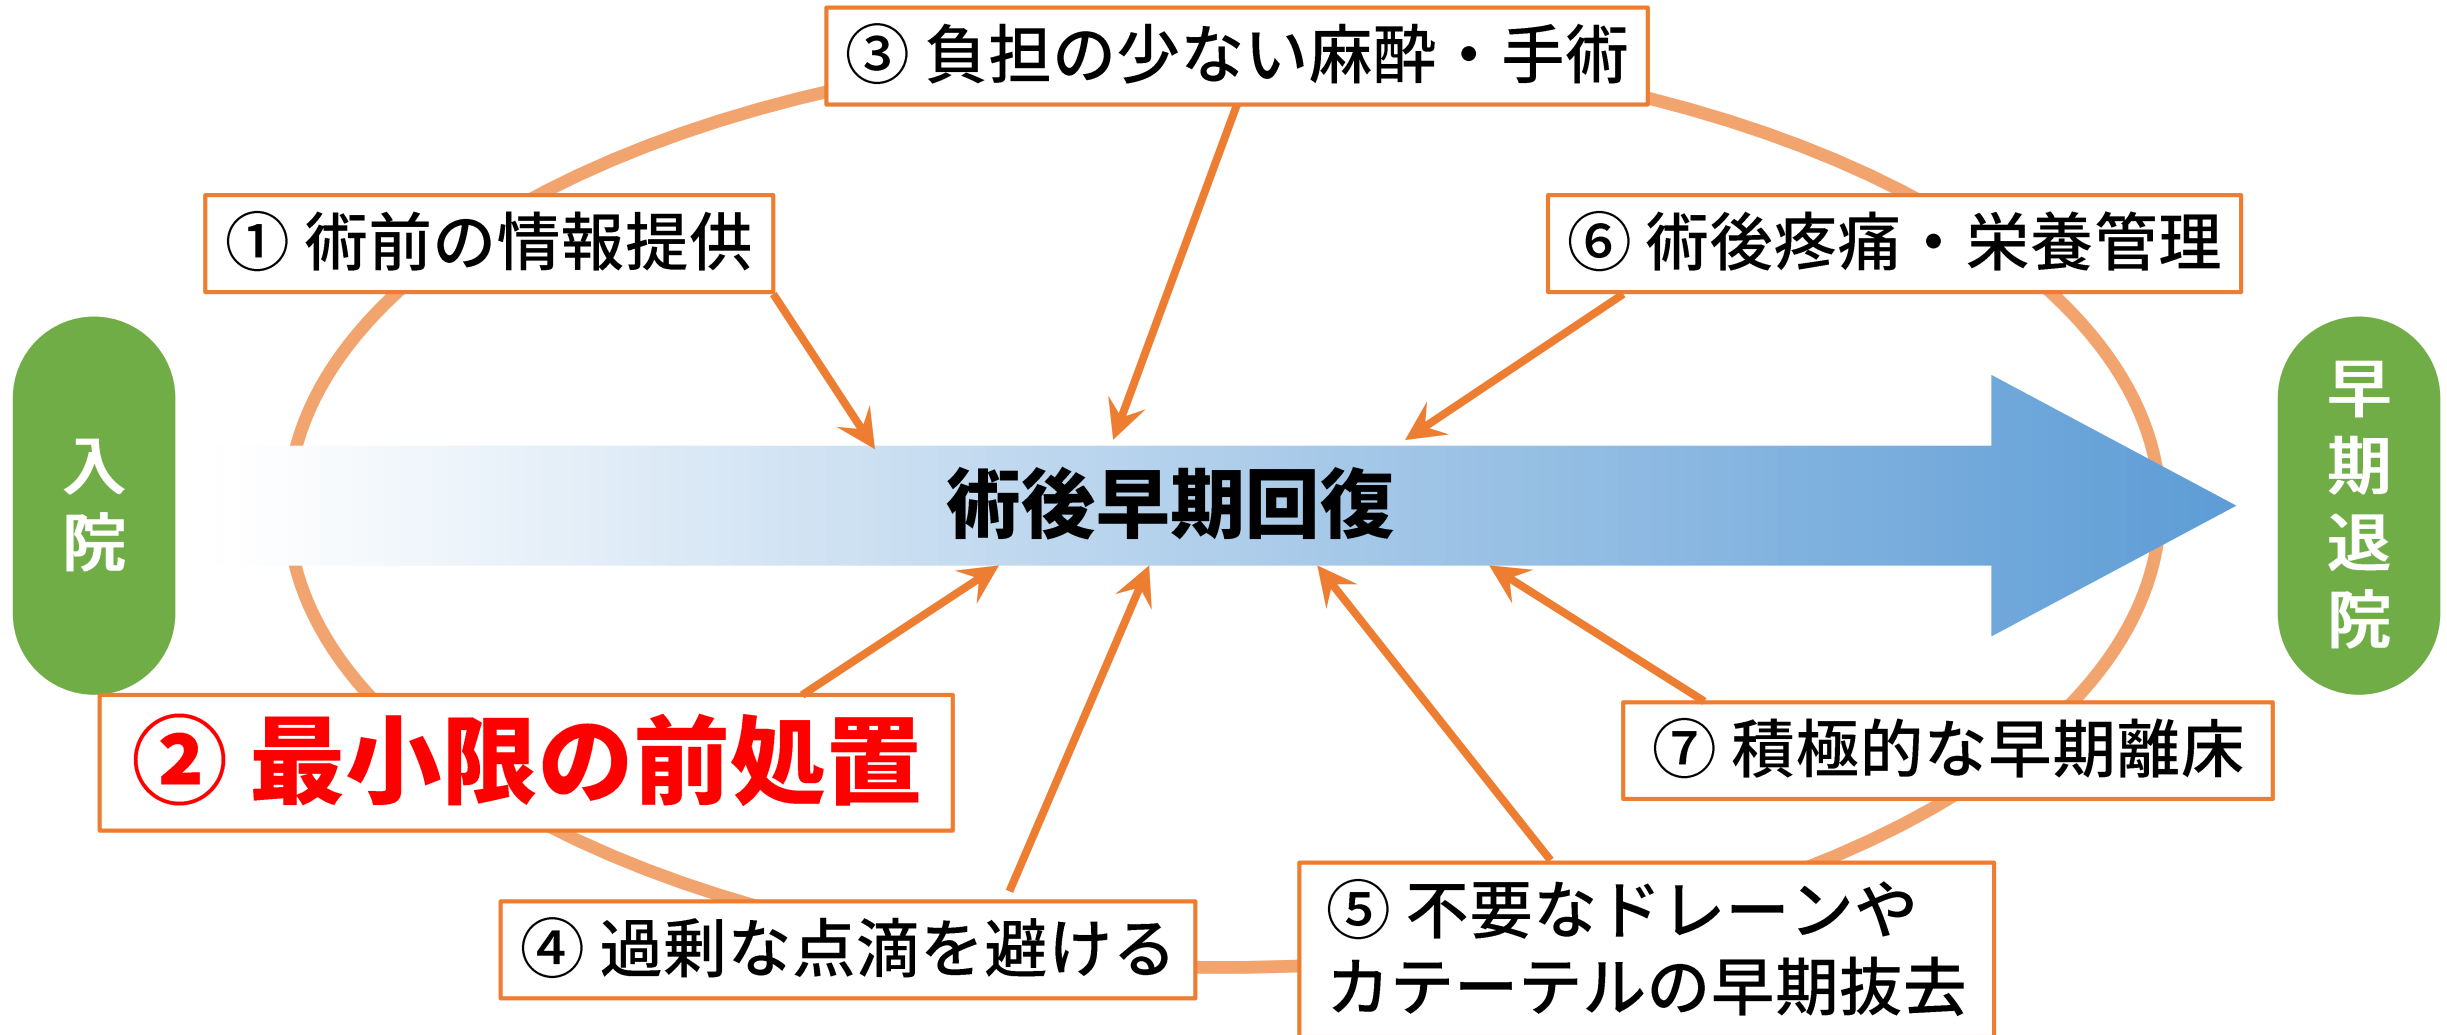 ③ 負担の少ない麻酔・手術
① 術前の情報提供
⑥ 術後疼痛・栄養管理
入院
術後早期回復
早期退院
② 最小限の前処置
⑦ 積極的な早期離床
④ 過剰な点滴を避ける
⑤ 不要なドレーンや
カテーテルの早期抜去